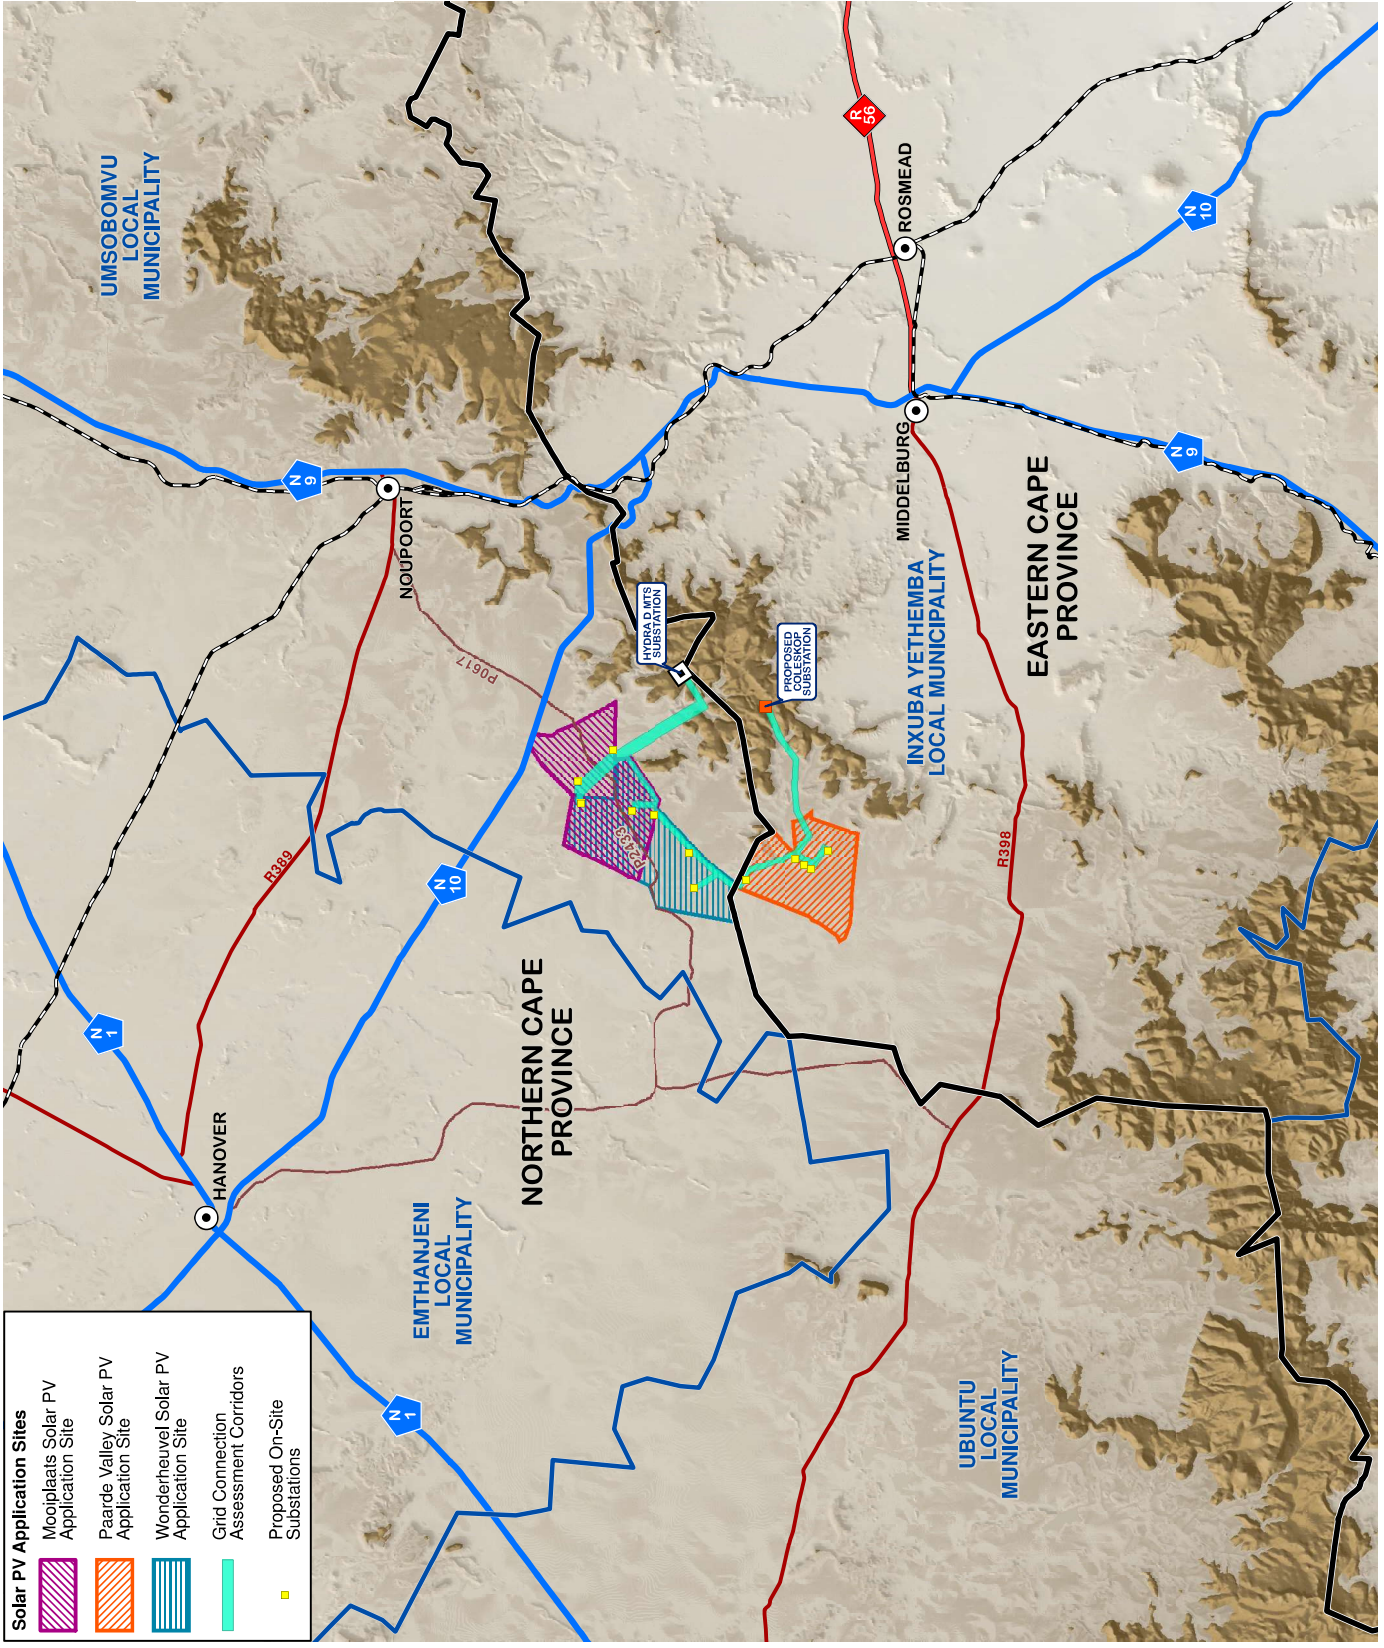 Solar PV Application Sites
Mooiplaats Solar PV
Application Site
Paarde Valley Solar PV
Application Site
Wonderheuvel Solar PV
Application Site
Grid Connection
Assessment Corridors
Proposed On-Site
Substations
UMSOBOMVU
LOCAL
MUNICIPALITY
EMTHANJENI
LOCAL
MUNICIPALITY
UBUNTU
LOCAL
MUNICIPALITY
INXUBA YETHEMBA
LOCAL MUNICIPALITY
NORTHERN CAPE
PROVINCE
EASTERN CAPE
PROVINCE
HANOVER
NOUPOORT
MIDDELBURG
ROSMEAD
HYDRA D MTS
SUBSTATION
PROPOSED
COLESKOP
SUBSTATION
N
1
N
1
N
10
N
10
N
9
N
9
R
56
R389
R398
P0617
P2433